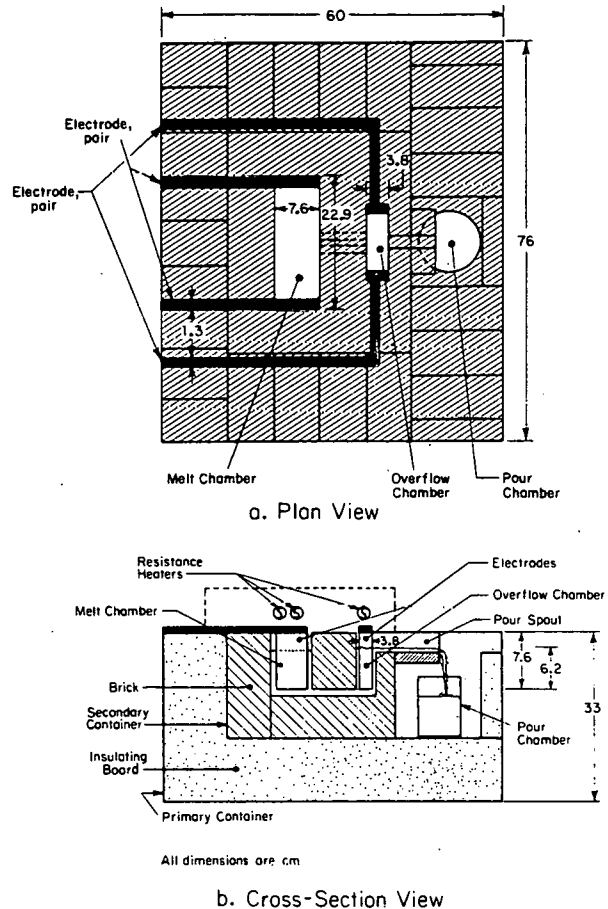 60
Electrode,
pair
Electrode,
pair
3.8
7.6
22.9
76
1.3
Melt Chamber
Overflow
Chamber
Pour
Chamber
a. Plan View
Resistance
Heaters
Electrodes
Melt Chamber
Overflow Chamber
Pour Spout
3.8
7.6
6.2
Brick
33
Secondary
Container
Pour
Chamber
Insulating
Board
Primary Container
All dimensions are cm
b. Cross-Section View